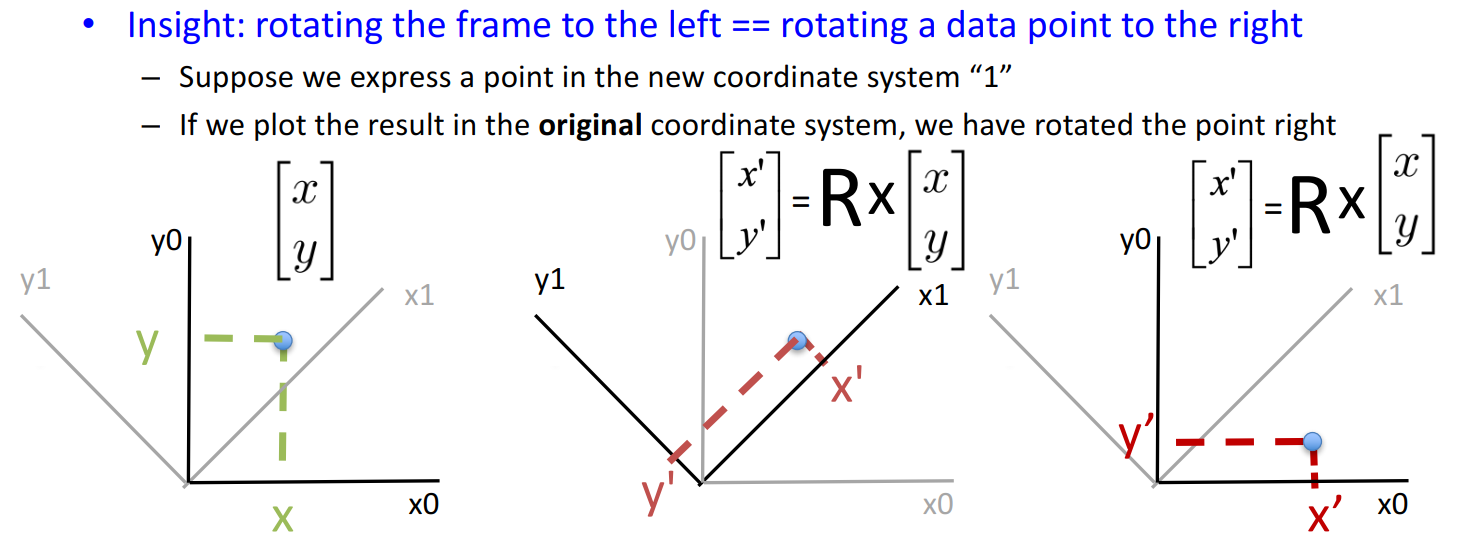 • Insight: rotating the frame to the left == rotating a data point to the right
– Suppose we express a point in the new coordinate system “1”
– If we plot the result in the original coordinate system, we have rotated the point right
[x y]
y0
y1
x1
y
x
x0
[x' y'] = R x [x y]
y0
y1
x1
x'
y'
x0
[x' y'] = R x [x y]
y0
y1
x1
y’
x’
x0